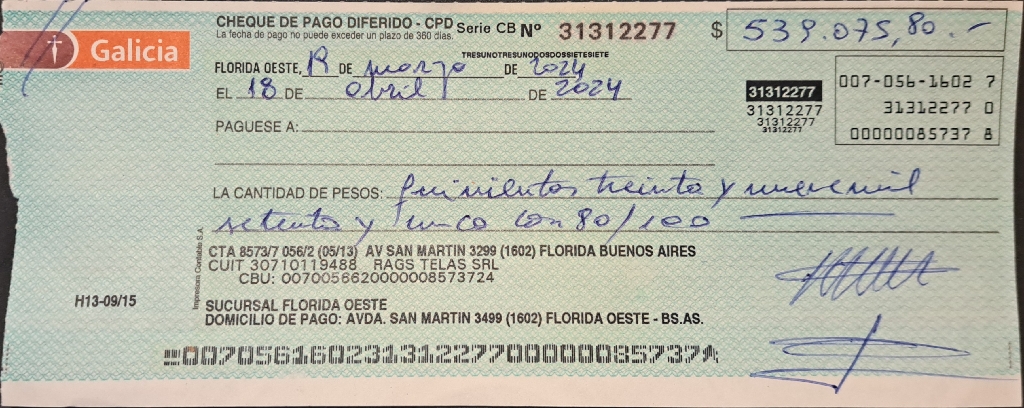 Galicia
CHEQUE DE PAGO DIFERIDO - CPD Serie CB Nº 31312277 $ 539.075,80.-
La fecha de pago no puede exceder un plazo de 360 días.
TRESUNOTRESUNODOSDOSSIETESIETE
FLORIDA OESTE, 19 DE marzo DE 2024
EL 18 DE abril DE 2024
PAGUESE A:
31312277
31312277
31312277
31312277
007-056-1602 7
31312277 0
00000085737 8
LA CANTIDAD DE PESOS: quinientos treinta y nueve mil
setenta y cinco con 80/100
CTA 8573/7 056/2 (05/13) AV SAN MARTIN 3299 (1602) FLORIDA BUENOS AIRES
CUIT 30710119488 RAGS TELAS SRL
CBU: 0070056620000008573724
Impresora Contable S.A.
H13-09/15
SUCURSAL FLORIDA OESTE
DOMICILIO DE PAGO: AVDA. SAN MARTIN 3499 (1602) FLORIDA OESTE - BS.AS.
00705616023131227700000085737